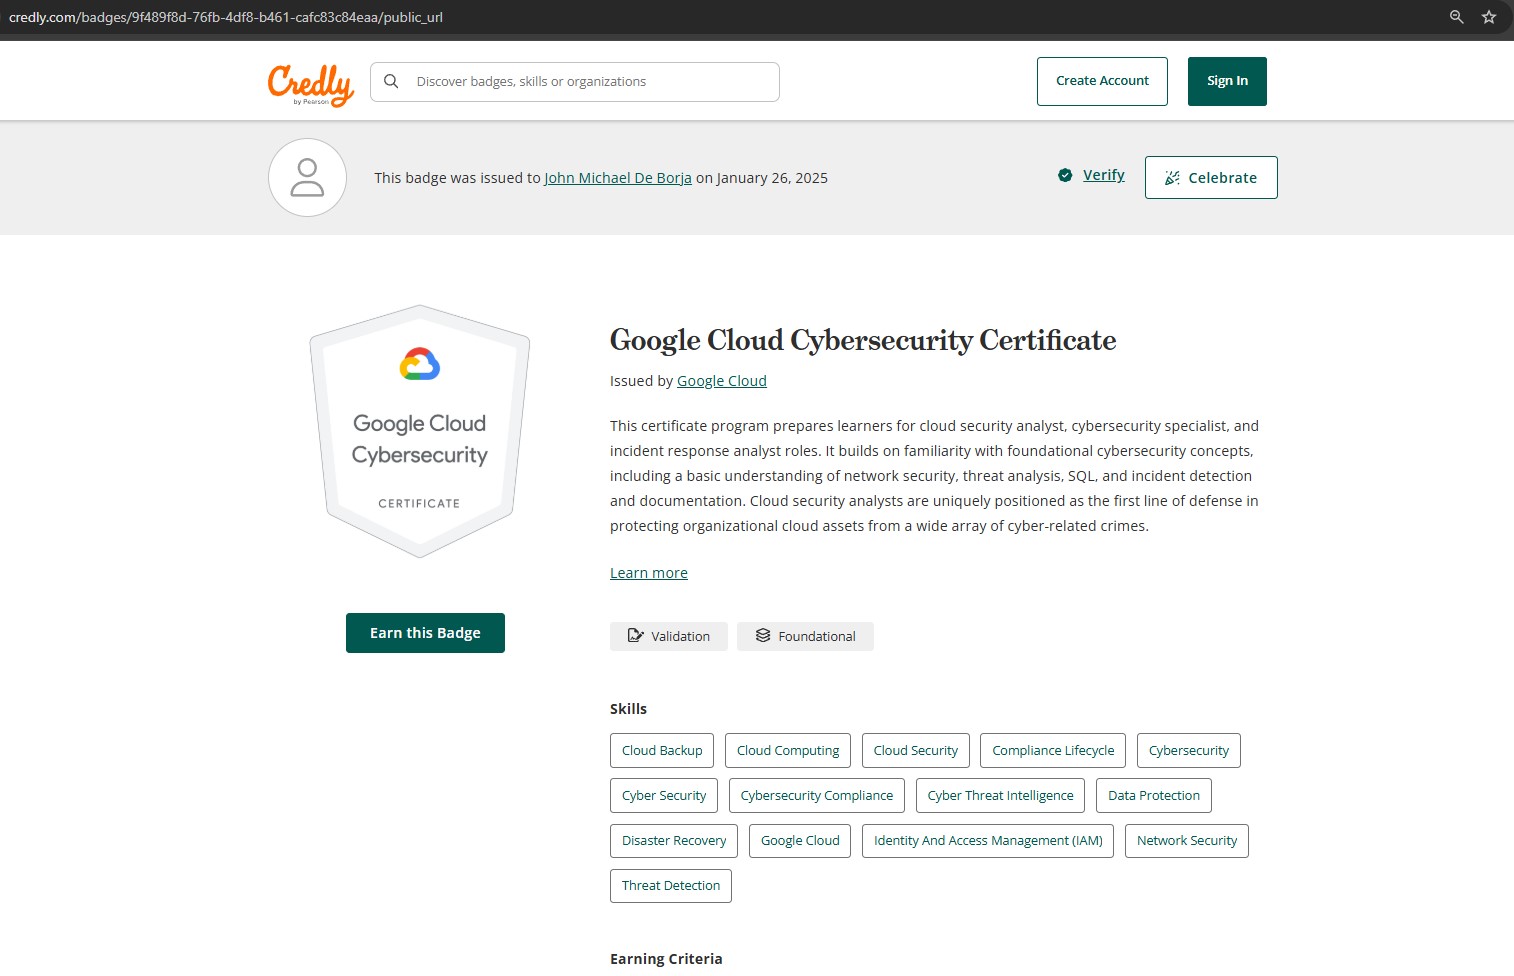 credly.com/badges/9f489f8d-76fb-4df8-b461-cafc83c84eaa/public_url
Credly
by Pearson
Discover badges, skills or organizations
Create Account
Sign In
This badge was issued to John Michael De Borja on January 26, 2025
Verify
Celebrate
Google Cloud
Cybersecurity
CERTIFICATE
Earn this Badge
Google Cloud Cybersecurity Certificate
Issued by Google Cloud
This certificate program prepares learners for cloud security analyst, cybersecurity specialist, and
incident response analyst roles. It builds on familiarity with foundational cybersecurity concepts,
including a basic understanding of network security, threat analysis, SQL, and incident detection
and documentation. Cloud security analysts are uniquely positioned as the first line of defense in
protecting organizational cloud assets from a wide array of cyber-related crimes.
Learn more
Validation
Foundational
Skills
Cloud Backup
Cloud Computing
Cloud Security
Compliance Lifecycle
Cybersecurity
Cyber Security
Cybersecurity Compliance
Cyber Threat Intelligence
Data Protection
Disaster Recovery
Google Cloud
Identity And Access Management (IAM)
Network Security
Threat Detection
Earning Criteria